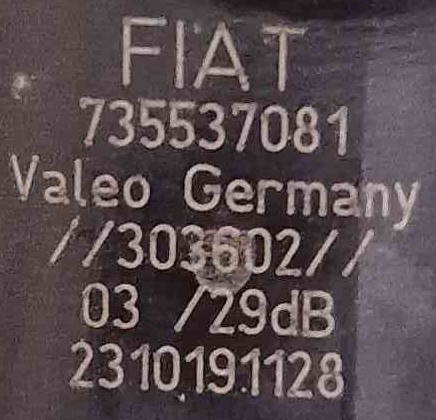 FIAT
735537081
Valeo Germany
//303602//
03 /29dB
2310191128